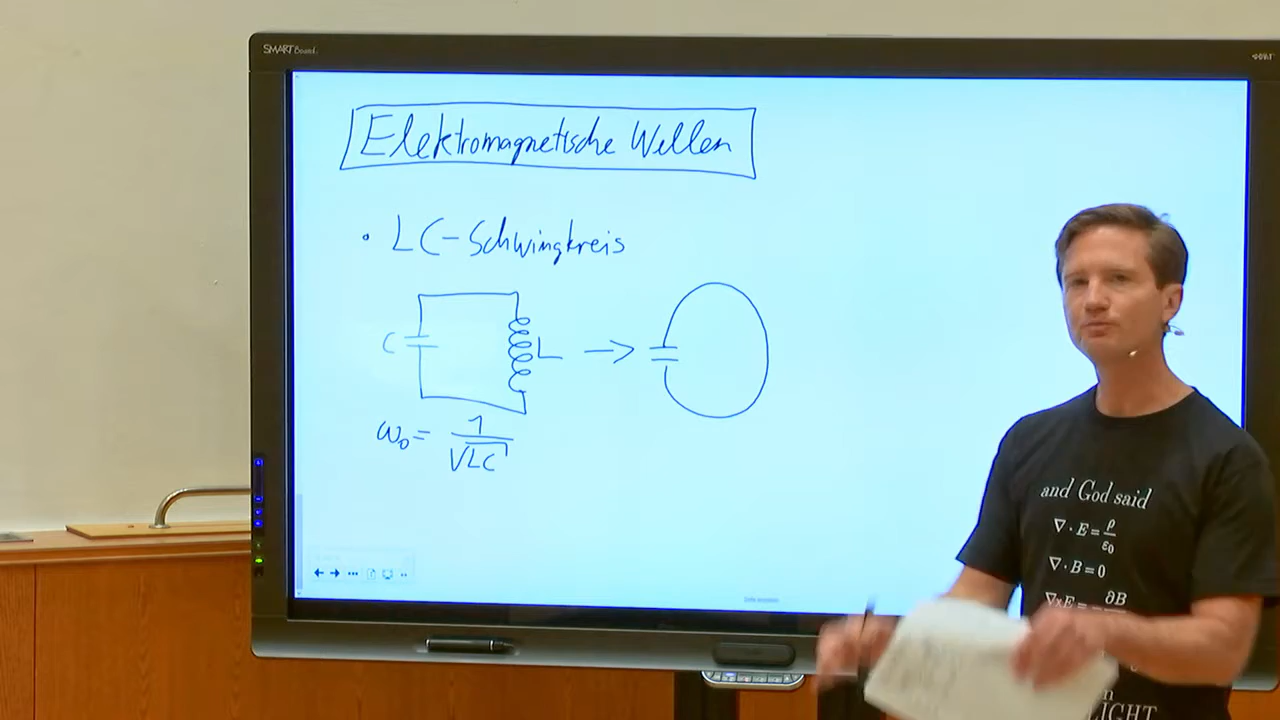 SMART Board
Elektromagnetische Wellen
• LC-Schwingkreis
C
L →
ω₀ = 1/√LC
and God said
∇ · E = ρ/ε₀
∇ · B = 0
∇×E = - ∂B
LIGHT